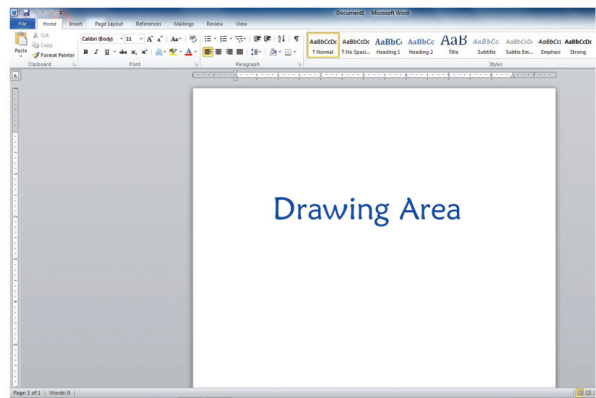 Document1 - Microsoft Word
File Home Insert Page Layout References Mailings Review View
Cut
Copy
Format Painter
Paste
Calibri (Body) 11
AaBbCcDc AaBbCcDc AaBbC AaBbCc AaB AaBbCc. AaBbCcDi AaBbCcI AaBbCcDc
¶ Normal ¶ No Spaci... Heading 1 Heading 2 Title Subtitle Subtle Em... Emphasi Strong
Clipboard Font Paragraph Styles
Drawing Area
Page: 1 of 1 Words: 0